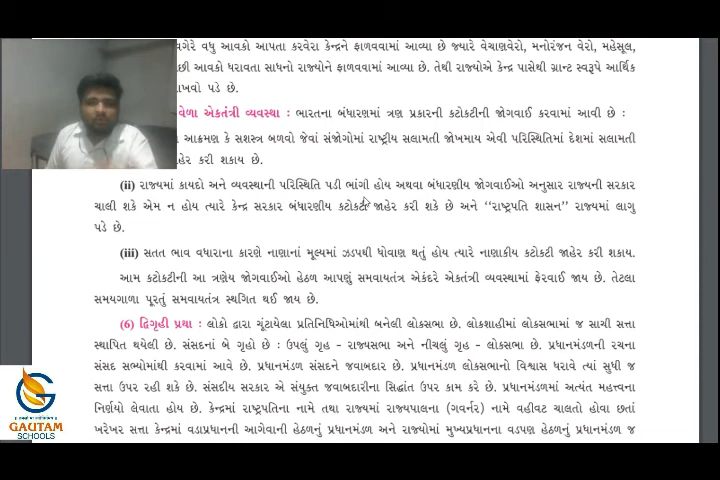 વગેરે વધુ આવકો આપતા કરવેરા કેન્દ્રને ફાળવવામાં આવ્યા છે જ્યારે વેચાણવેરો, મનોરંજન વેરો, મહેસૂલ,
છી આવકો ધરાવતા સાધનો રાજ્યોને ફાળવવામાં આવ્યા છે. તેથી રાજ્યોએ કેન્દ્ર પાસેથી ગ્રાન્ટ સ્વરૂપે આર્થિક
ખવો પડે છે.
વેળા એકતંત્રી વ્યવસ્થા : ભારતના બંધારણમાં ત્રણ પ્રકારની કટોકટીની જોગવાઈ કરવામાં આવી છે :
આક્રમણ કે સશસ્ત્ર બળવો જેવાં સંજોગોમાં રાષ્ટ્રીય સલામતી જોખમાય એવી પરિસ્થિતિમાં દેશમાં સલામતી
હેર કરી શકાય છે.
(ii) રાજ્યમાં કાયદો અને વ્યવસ્થાની પરિસ્થિતિ પડી ભાંગી હોય અથવા બંધારણીય જોગવાઈઓ અનુસાર રાજ્યની સરકાર
ચાલી શકે એમ ન હોય ત્યારે કેન્દ્ર સરકાર બંધારણીય કટોકટી જાહેર કરી શકે છે અને “રાષ્ટ્રપતિ શાસન” રાજ્યમાં લાગુ
પડે છે.
(iii) સતત ભાવ વધારાના કારણે નાણાનાં મૂલ્યમાં ઝડપથી ધોવાણ થતું હોય ત્યારે નાણાકીય કટોકટી જાહેર કરી શકાય.
આમ કટોકટીની આ ત્રણેય જોગવાઈઓ હેઠળ આપણું સમવાયતંત્ર એકંદરે એકતંત્રી વ્યવસ્થામાં ફેરવાઈ જાય છે. તેટલા
સમયગાળા પૂરતું સમવાયતંત્ર સ્થગિત થઈ જાય છે.
(6) દ્વિગૃહી પ્રથા : લોકો દ્વારા ચૂંટાયેલા પ્રતિનિધિઓમાંથી બનેલી લોકસભા છે. લોકશાહીમાં લોકસભામાં જ સાચી સત્તા
સ્થાપિત થયેલી છે. સંસદનાં બે ગૃહો છે : ઉપલું ગૃહ - રાજ્યસભા અને નીચલું ગૃહ - લોકસભા છે. પ્રધાનમંડળની રચના
સંસદ સભ્યોમાંથી કરવામાં આવે છે. પ્રધાનમંડળ સંસદને જવાબદાર છે. પ્રધાનમંડળ લોકસભાનો વિશ્વાસ ધરાવે ત્યાં સુધી જ
સત્તા ઉપર રહી શકે છે. સંસદીય સરકાર એ સંયુક્ત જવાબદારીના સિદ્ધાંત ઉપર કામ કરે છે. પ્રધાનમંડળમાં અત્યંત મહત્ત્વના
નિર્ણયો લેવાતા હોય છે. કેન્દ્રમાં રાષ્ટ્રપતિના નામે તથા રાજ્યમાં રાજ્યપાલના (ગવર્નર) નામે વહીવટ ચાલતો હોવા છતાં
ખરેખર સત્તા કેન્દ્રમાં વડાપ્રધાનની આગેવાની હેઠળનું પ્રધાનમંડળ અને રાજ્યોમાં મુખ્યપ્રધાનના વડપણ હેઠળનું પ્રધાનમંડળ જ
GAUTAM
SCHOOLS